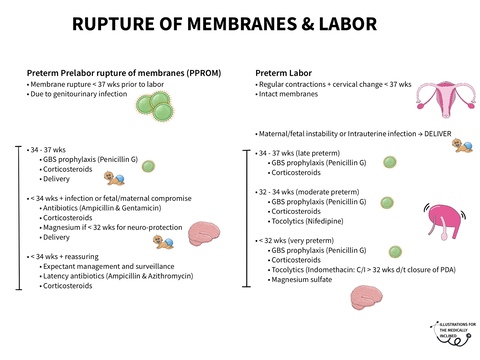 RUPTURE OF MEMBRANES & LABOR
Preterm Prelabor rupture of membranes (PPROM)
• Membrane rupture < 37 wks prior to labor
• Due to genitourinary infection
• 34 - 37 wks
• GBS prophylaxis (Penicillin G)
• Corticosteroids
• Delivery
• < 34 wks + infection or fetal/maternal compromise
• Antibiotics (Ampicillin & Gentamicin)
• Corticosteroids
• Magnesium if < 32 wks for neuro-protection
• Delivery
• < 34 wks + reassuring
• Expectant management and surveillance
• Latency antibiotics (Ampicillin & Azithromycin)
• Corticosteroids
Preterm Labor
• Regular contractions + cervical change < 37 wks
• Intact membranes
• Maternal/fetal instability or Intrauterine infection → DELIVER
• 34 - 37 wks (late preterm)
• GBS prophylaxis (Penicillin G)
• Corticosteroids
• 32 - 34 wks (moderate preterm)
• GBS prophylaxis (Penicillin G)
• Corticosteroids
• Tocolytics (Nifedipine)
• < 32 wks (very preterm)
• GBS prophylaxis (Penicillin G)
• Corticosteroids
• Tocolytics (Indomethacin: C/I > 32 wks d/t closure of PDA)
• Magnesium sulfate
ILLUSTRATIONS FOR
THE MEDICALLY
INCLINED